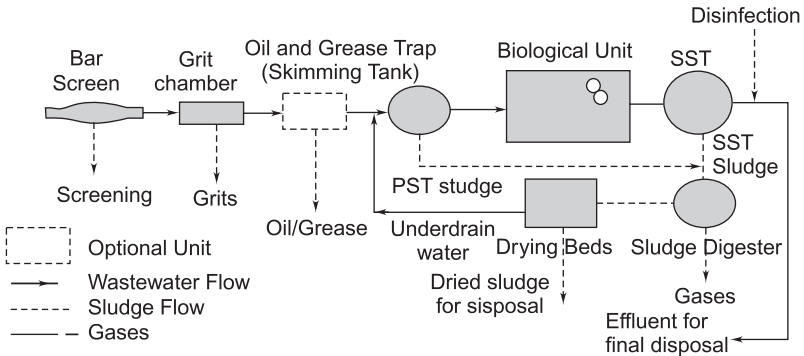 Disinfection
Bar
Screen
Grit
chamber
Oil and Grease Trap
(Skimming Tank)
Biological Unit
SST
SST
Sludge
Screening
Grits
Oil/Grease
PST studge
Underdrain
water
Drying Beds
Sludge Digester
Dried sludge
for sisposal
Gases
Effluent for
final disposal
Optional Unit
Wastewater Flow
Sludge Flow
Gases